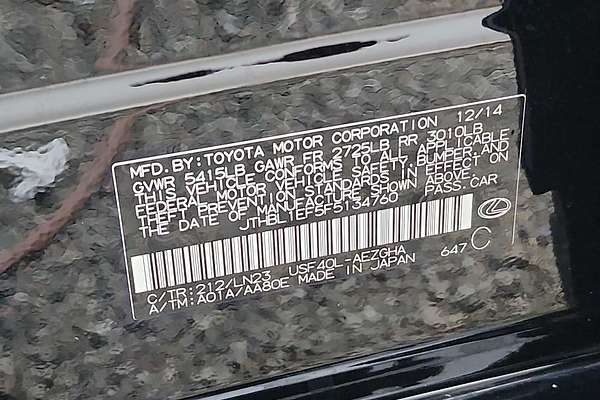 MFD. BY: TOYOTA MOTOR CORPORATION 12/14
GVWR 5415LB GAWR FR 2725LB RR 3010LB
THIS VEHICLE CONFORMS TO ALL APPLICABLE
FEDERAL MOTOR VEHICLE SAFETY, BUMPER, AND
THEFT PREVENTION STANDARDS IN EFFECT ON
THE DATE OF MANUFACTURE SHOWN ABOVE.
JTHBL1EF5F5134760 PASS. CAR
C/TR:212/LN23 USF40L-AEZGHA 647 C
A/TM:A01A/AA80E MADE IN JAPAN